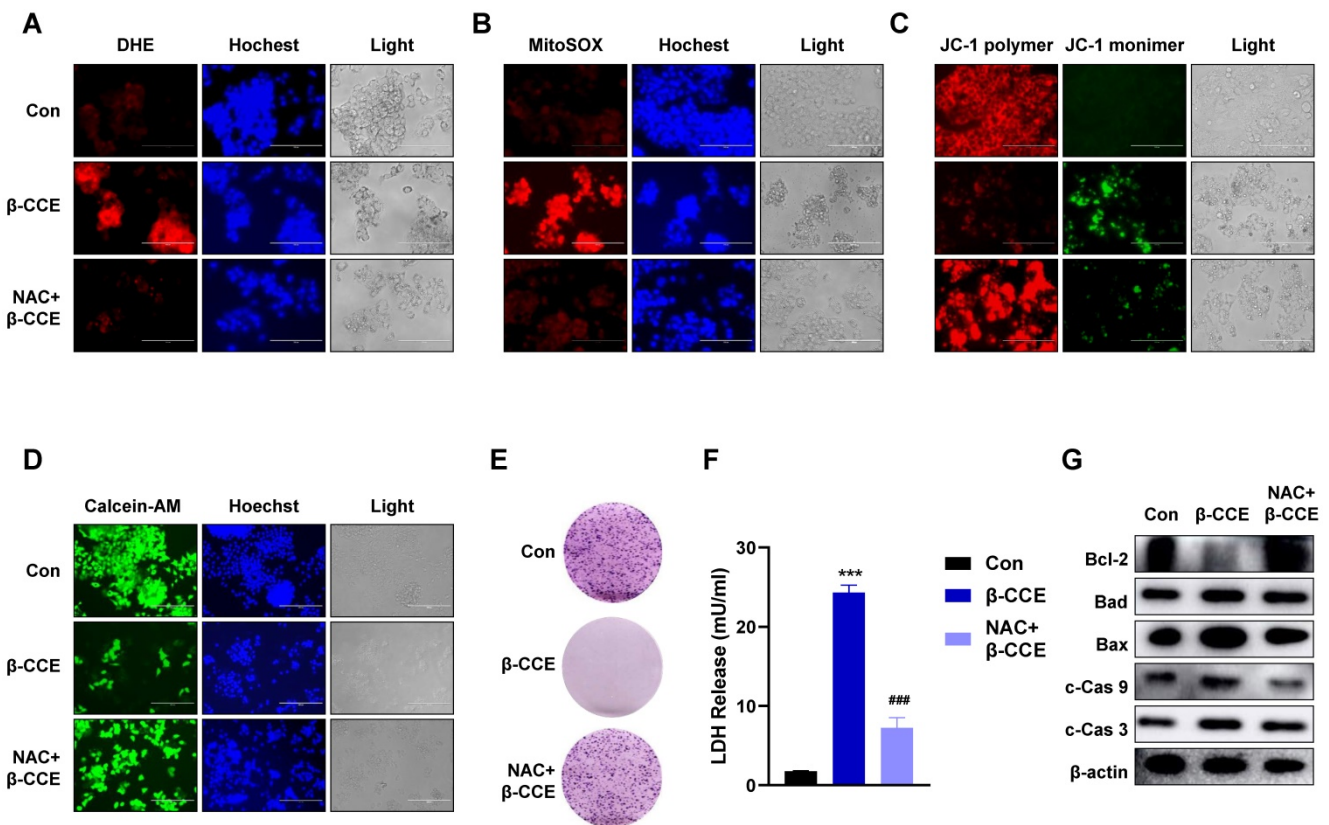 A
DHE Hochest Light
Con
β-CCE
NAC+
β-CCE
B
MitoSOX Hochest Light
C
JC-1 polymer JC-1 monimer Light
D
Calcein-AM Hoechst Light
Con
β-CCE
NAC+
β-CCE
E
Con
β-CCE
NAC+
β-CCE
F
LDH Release (mU/ml)
30
20
10
0
***
###
Con
β-CCE
NAC+
β-CCE
G
Con β-CCE NAC+
β-CCE
Bcl-2
Bad
Bax
c-Cas 9
c-Cas 3
β-actin